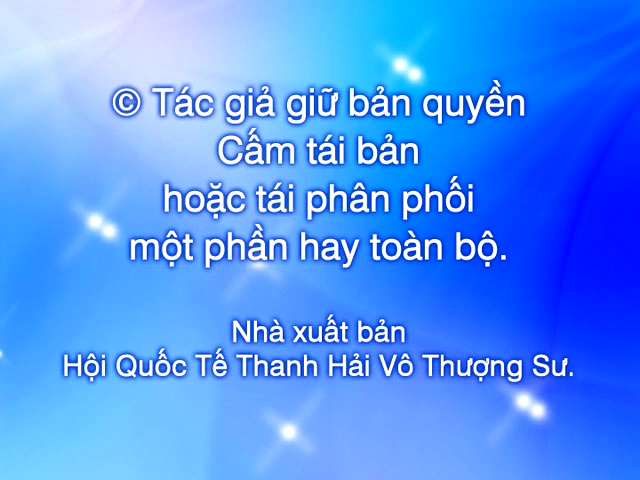 © Tác giả giữ bản quyền
Cấm tái bản
hoặc tái phân phối
một phần hay toàn bộ.
Nhà xuất bản
Hội Quốc Tế Thanh Hải Vô Thượng Sư.